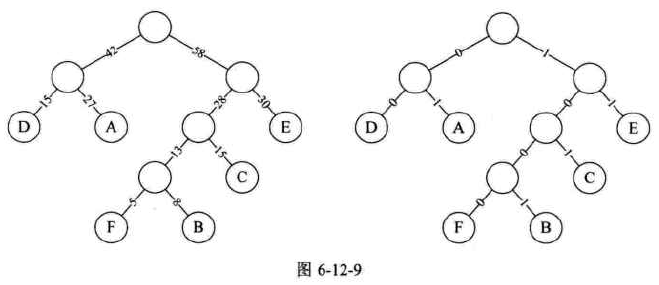 42 58 0 1
15 27 28 30 0 1 0 1
D A E D A E
13 15 0 1
C C
5 8 0 1
F B F B
图 6-12-9